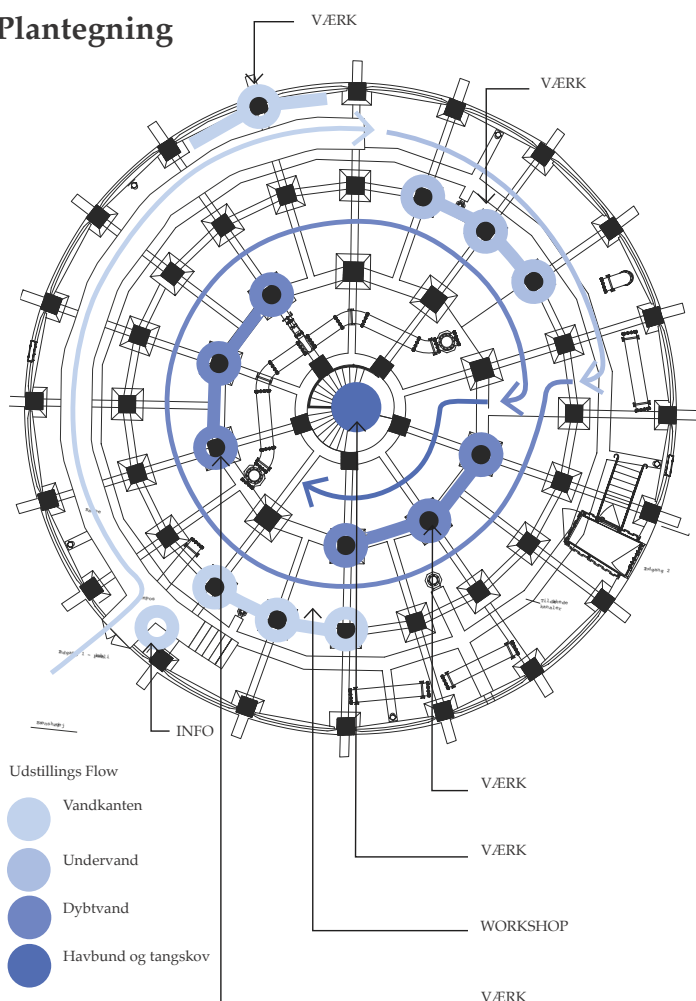 Plantegning
VÆRK
VÆRK
INFO
Udstillings Flow
Vandkanten
Undervand
Dybtvand
Havbund og tangskov
VÆRK
VÆRK
WORKSHOP
VÆRK